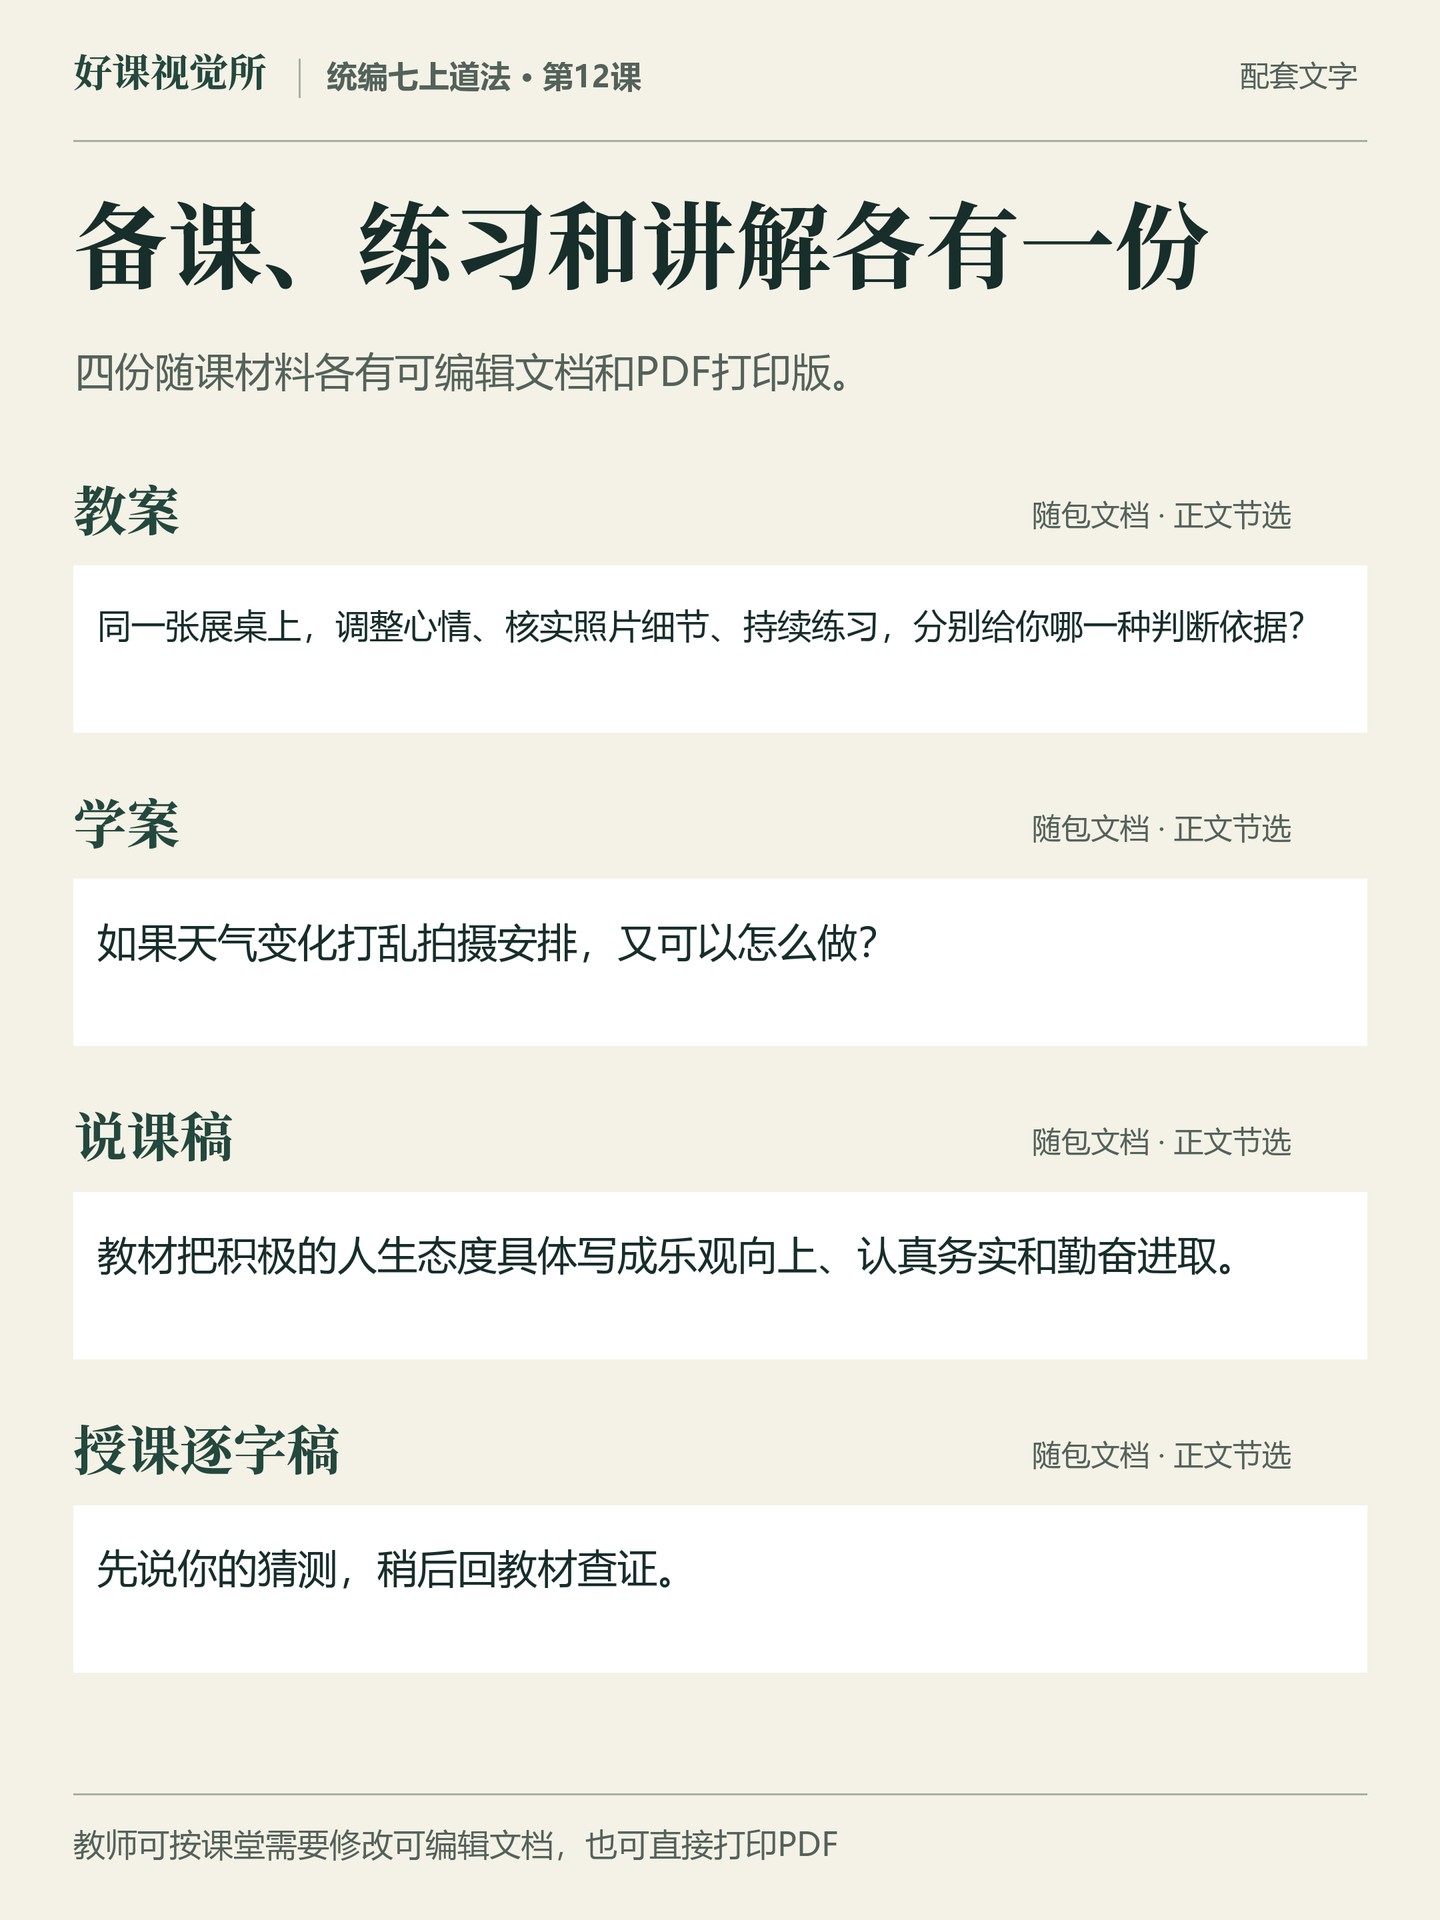 好课视觉所 统编七上道法·第12课 配套文字
备课、练习和讲解各有一份
四份随课材料各有可编辑文档和PDF打印版。
教案 随包文档·正文节选
同一张展桌上，调整心情、核实照片细节、持续练习，分别给你哪一种判断依据？
学案 随包文档·正文节选
如果天气变化打乱拍摄安排，又可以怎么做？
说课稿 随包文档·正文节选
教材把积极的人生态度具体写成乐观向上、认真务实和勤奋进取。
授课逐字稿 随包文档·正文节选
先说你的猜测，稍后回教材查证。
教师可按课堂需要修改可编辑文档，也可直接打印PDF